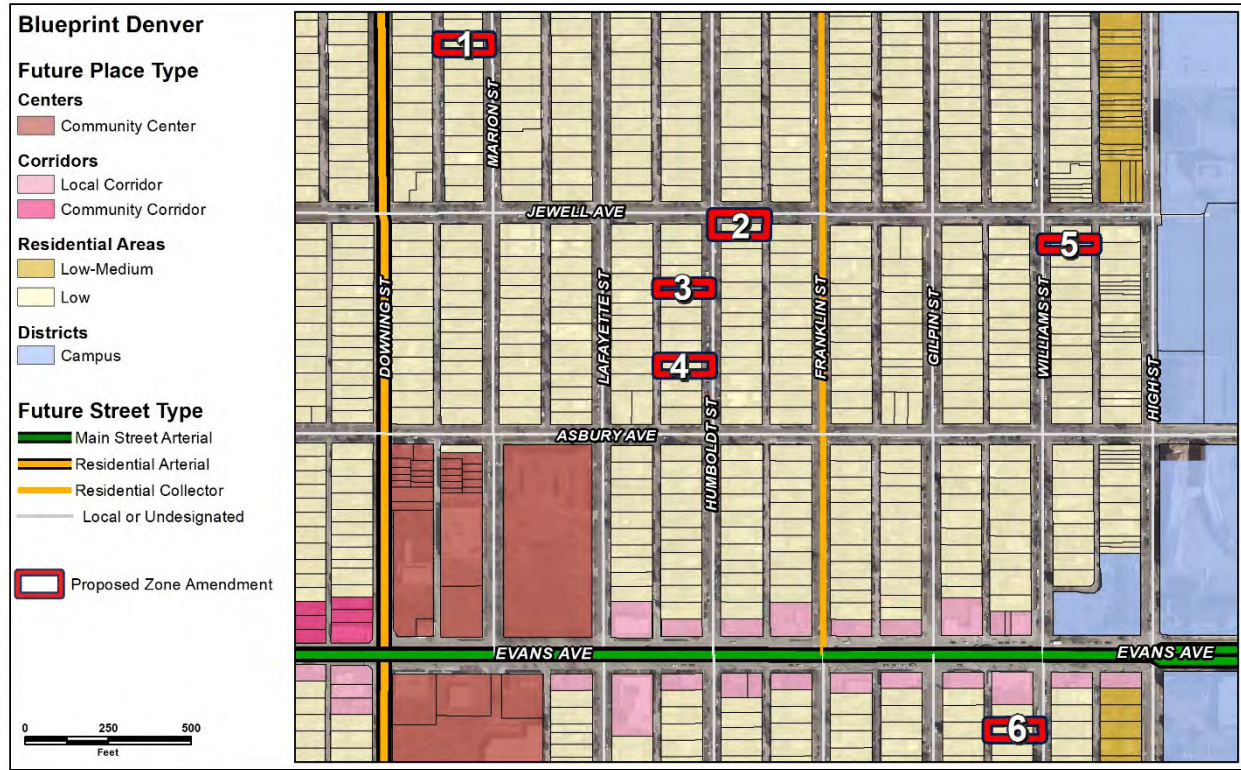 Blueprint Denver
Future Place Type
Centers
Community Center
Corridors
Local Corridor
Community Corridor
Residential Areas
Low-Medium
Low
Districts
Campus
Future Street Type
Main Street Arterial
Residential Arterial
Residential Collector
Local or Undesignated
Proposed Zone Amendment
0 250 500
Feet
1
MARION ST
JEWELL AVE
2
5
3
DOWNING ST
LAFAYETTE ST
FRANKLIN ST
GILPIN ST
WILLIAMS ST
4
HIGH ST
ASBURY AVE
HUMBOLDT ST
EVANS AVE
EVANS AVE
6